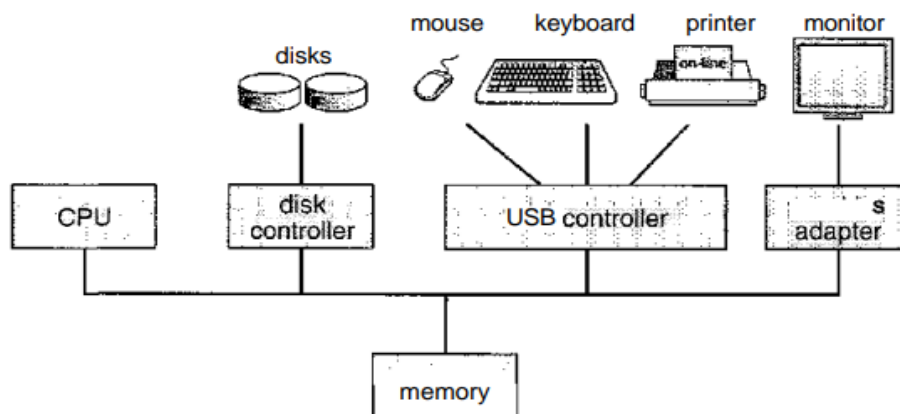 mouse keyboard printer monitor
disks
on-line
CPU
disk
controller
USB controller
s
adapter
memory